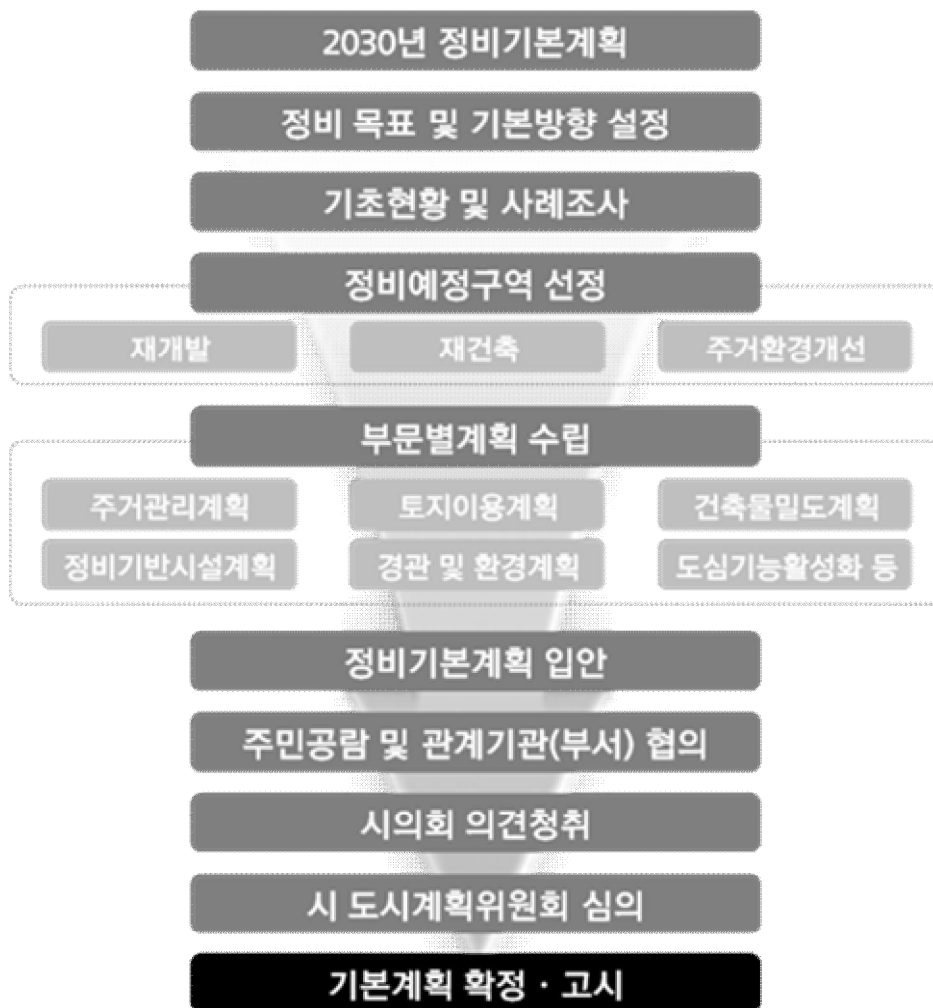 2030년 정비기본계획
정비 목표 및 기본방향 설정
기초현황 및 사례조사
정비예정구역 선정
재개발 재건축 주거환경개선
부문별계획 수립
주거관리계획 토지이용계획 건축물밀도계획
정비기반시설계획 경관 및 환경계획 도심기능활성화 등
정비기본계획 입안
주민공람 및 관계기관(부서) 협의
시의회 의견청취
시 도시계획위원회 심의
기본계획 확정 · 고시